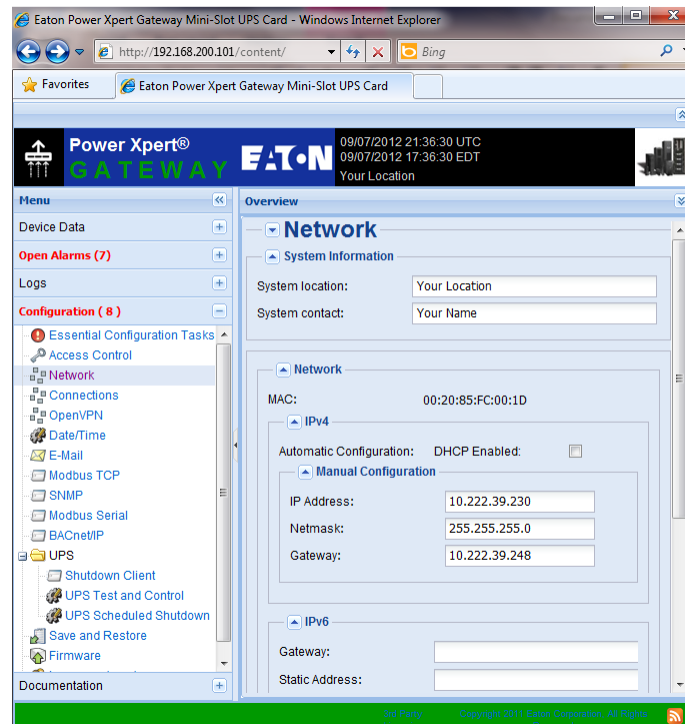 Eaton Power Xpert Gateway Mini-Slot UPS Card - Windows Internet Explorer
http://192.168.200.101/content/
Bing
Favorites
Eaton Power Xpert Gateway Mini-Slot UPS Card
Power Xpert®
GATEWAY
EATON
09/07/2012 21:36:30 UTC
09/07/2012 17:36:30 EDT
Your Location
Menu
Device Data
Open Alarms (7)
Logs
Configuration ( 8 )
Essential Configuration Tasks
Access Control
Network
Connections
OpenVPN
Date/Time
E-Mail
Modbus TCP
SNMP
Modbus Serial
BACnet/IP
UPS
Shutdown Client
UPS Test and Control
UPS Scheduled Shutdown
Save and Restore
Firmware
Documentation
Overview
Network
System Information
System location: Your Location
System contact: Your Name
Network
MAC: 00:20:85:FC:00:1D
IPv4
Automatic Configuration: DHCP Enabled:
Manual Configuration
IP Address: 10.222.39.230
Netmask: 255.255.255.0
Gateway: 10.222.39.248
IPv6
Gateway:
Static Address: